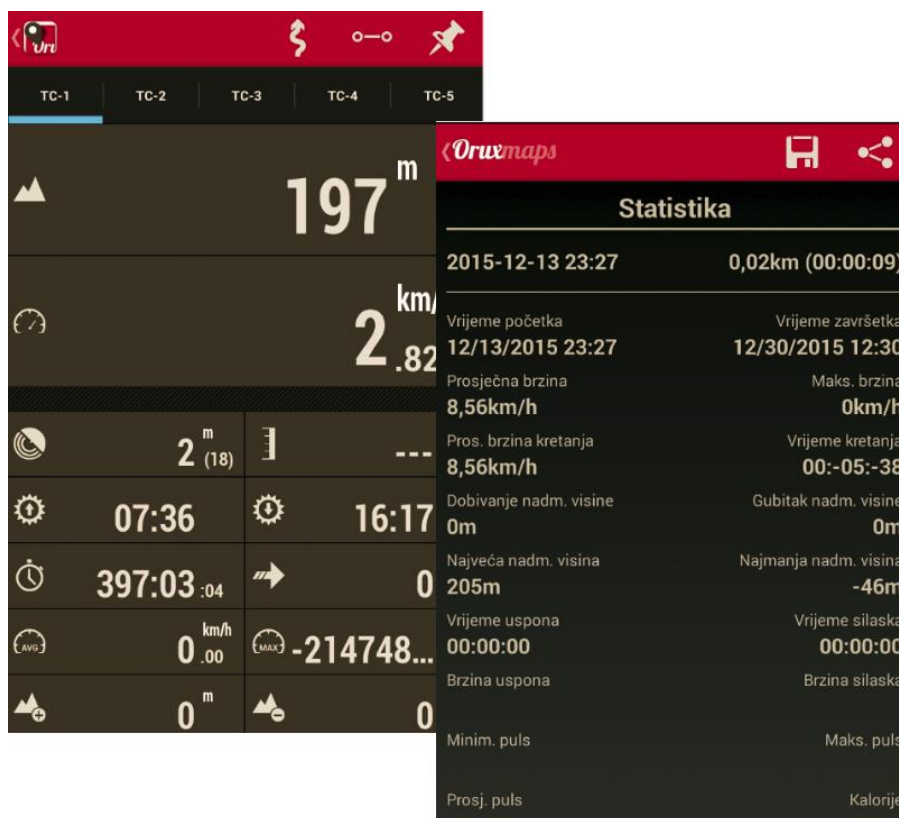 TC-1 TC-2 TC-3 TC-4 TC-5
197 m
2.82 km/
2 m (18) ---
07:36 16:17
397:03:04 0
AVG 0.00 km/h MAX -214748...
0 m 0
Oruxmaps
Statistika
2015-12-13 23:27 0,02km (00:00:09)
Vrijeme početka Vrijeme završetka
12/13/2015 23:27 12/30/2015 12:30
Prosječna brzina Maks. brzina
8,56km/h 0km/h
Pros. brzina kretanja Vrijeme kretanja
8,56km/h 00:-05:-38
Dobivanje nadm. visine Gubitak nadm. visine
0m 0m
Najveća nadm. visina Najmanja nadm. visina
205m -46m
Vrijeme uspona Vrijeme silaska
00:00:00 00:00:00
Brzina uspona Brzina silaska
Minim. puls Maks. puls
Prosj. puls Kalorije